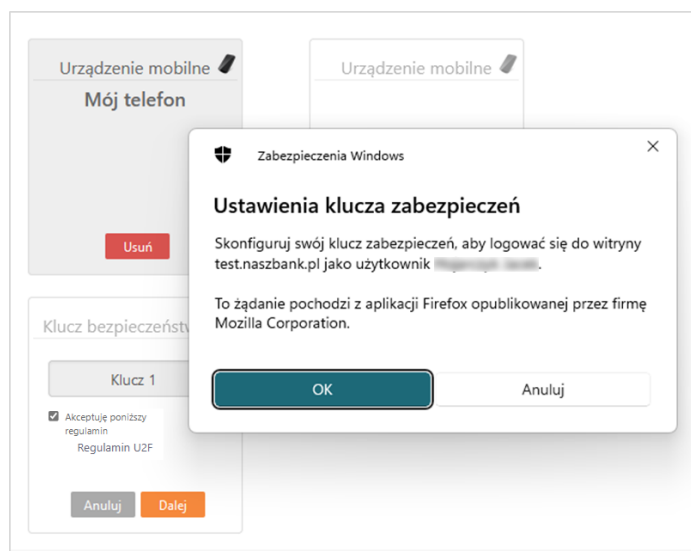 Urządzenie mobilne
Mój telefon
Usuń
Urządzenie mobilne
Zabezpieczenia Windows
Ustawienia klucza zabezpieczeń
Skonfiguruj swój klucz zabezpieczeń, aby logować się do witryny
test.naszbank.pl jako użytkownik .
To żądanie pochodzi z aplikacji Firefox opublikowanej przez firmę
Mozilla Corporation.
OK
Anuluj
Klucz
Klucz 1
Akceptuję poniższy
regulamin
Regulamin U2F
Anuluj
Dalej